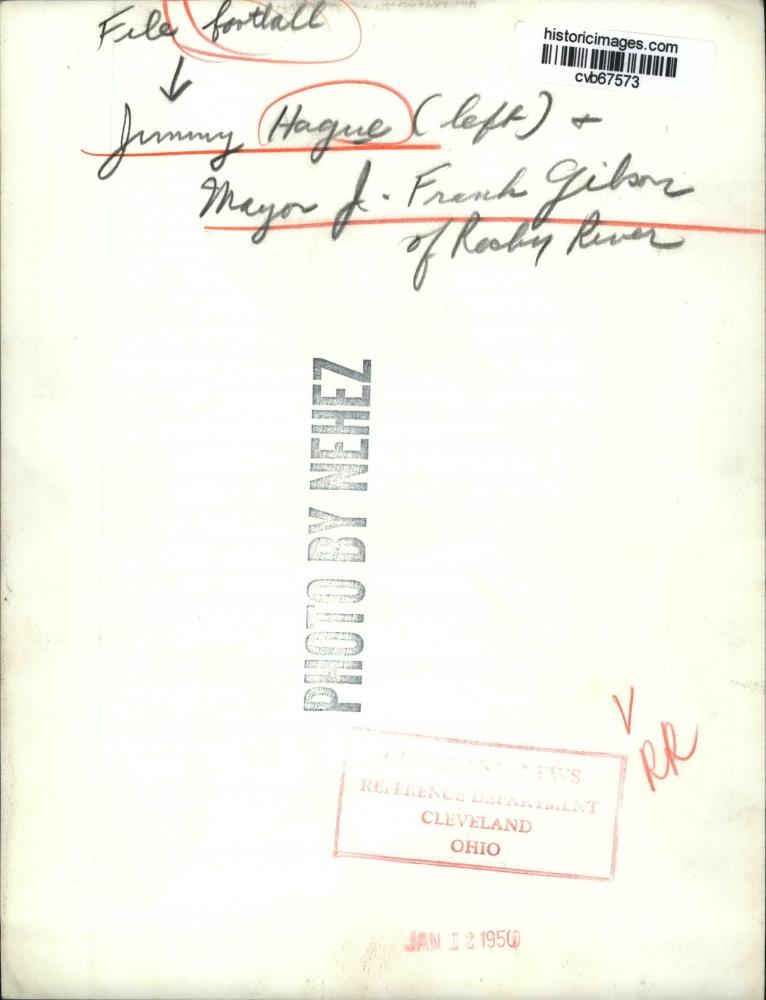 File football
historicimages.com
cvb67573
Jimmy Hague (left) +
Mayor J. Frank Gibson
of Rocky River
PHOTO BY NEHEZ
V
RR
CLEVELAND NEWS
REFERENCE DEPARTMENT
CLEVELAND
OHIO
JAN 12 1950